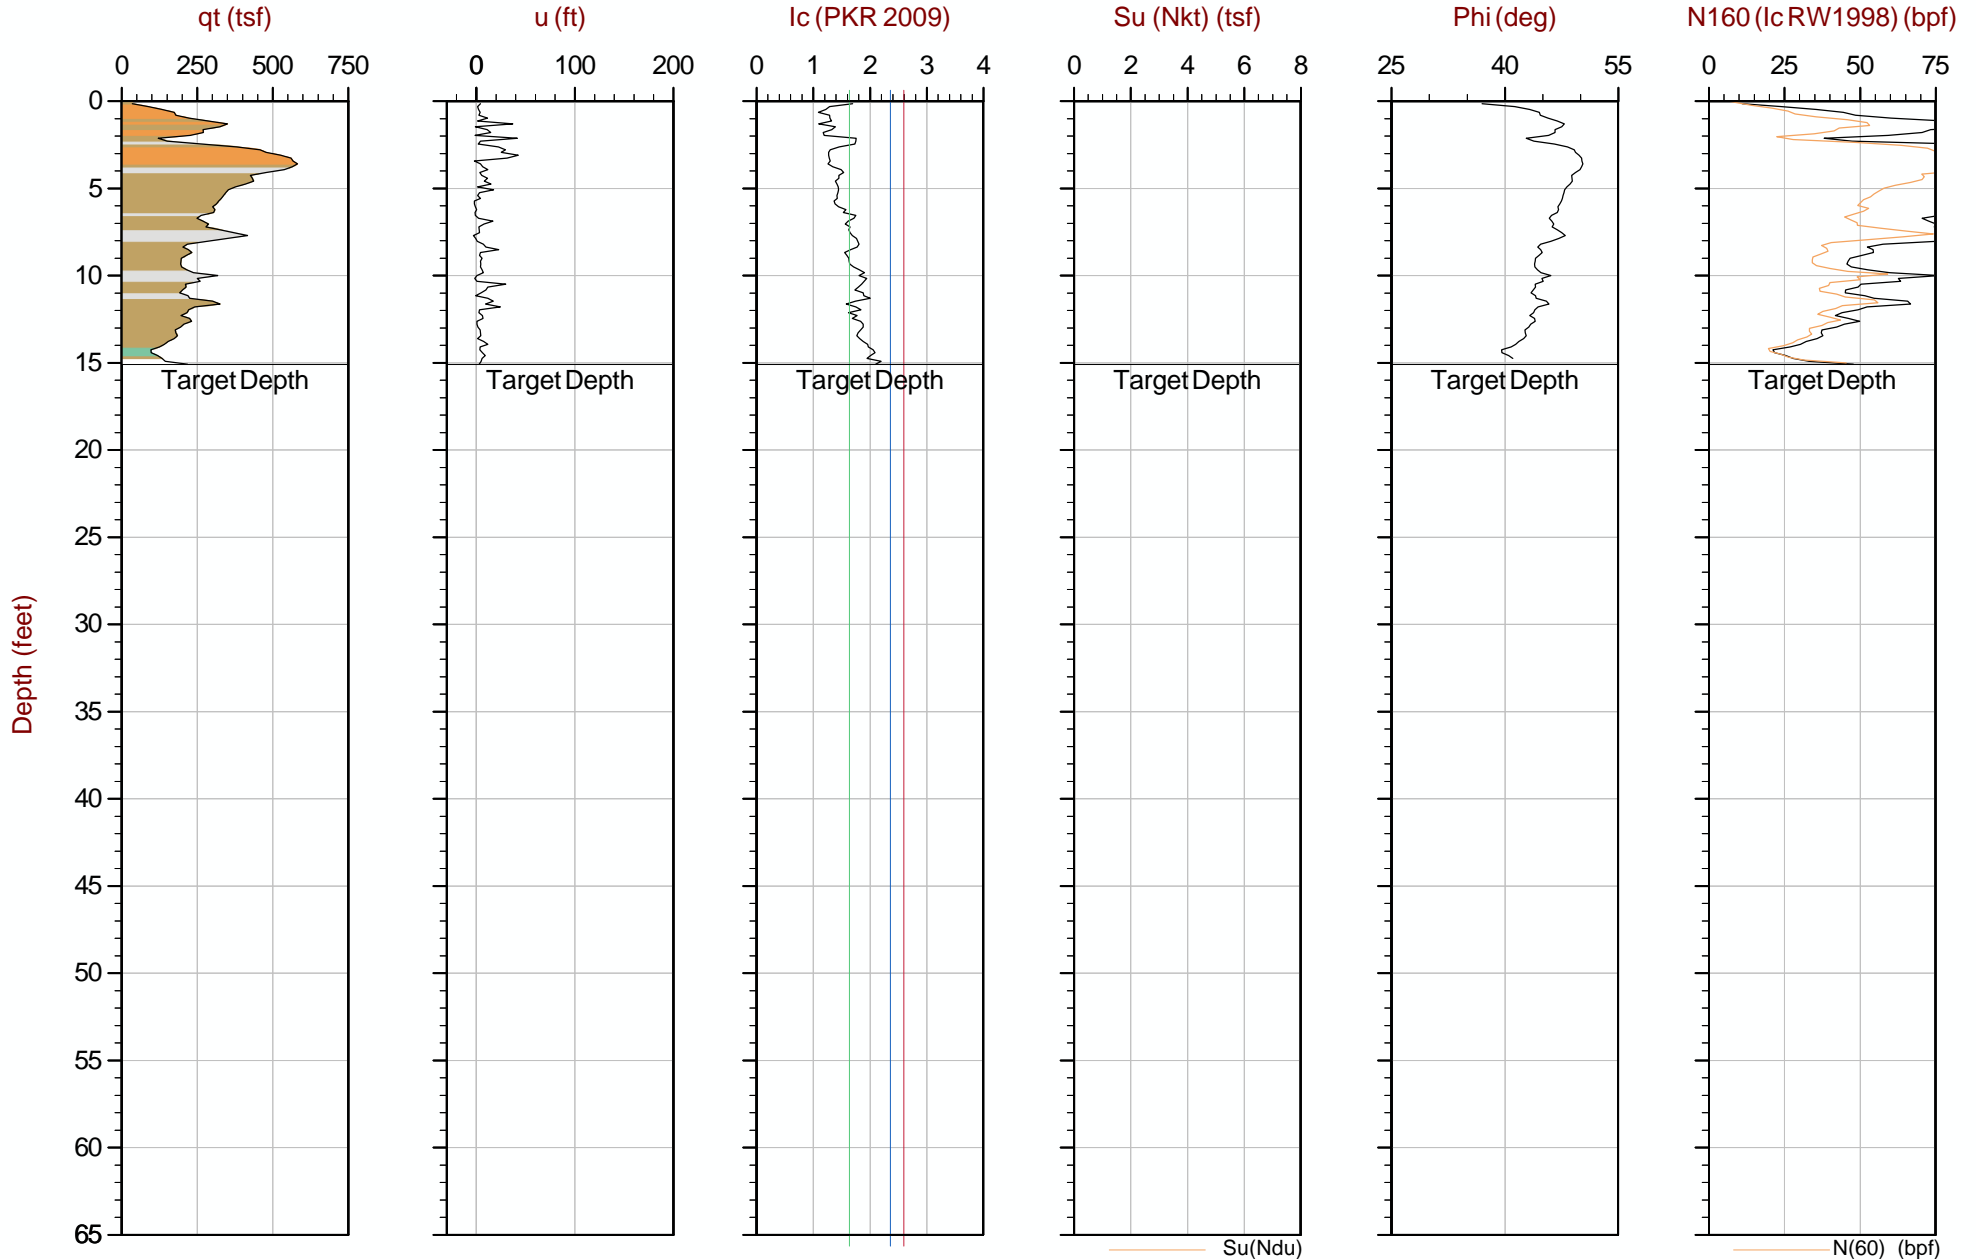 qt (tsf) u (ft) Ic (PKR 2009) Su (Nkt) (tsf) Phi (deg) N160 (Ic RW1998) (bpf)
0 250 500 750 0 100 200 0 1 2 3 4 0 2 4 6 8 25 40 55 0 25 50 75
0
5
10
15
Target Depth Target Depth Target Depth Target Depth Target Depth Target Depth
20
25
30
Depth (feet)
35
40
45
50
55
60
65
Su(Ndu) N(60) (bpf)